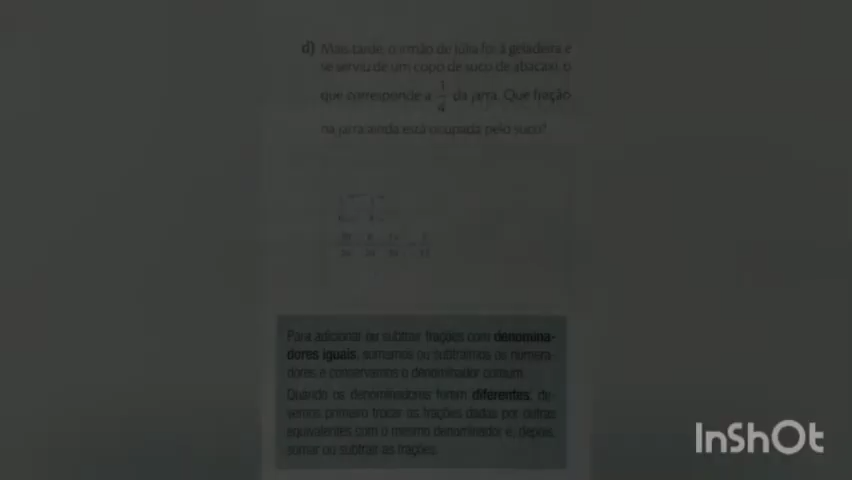 d) Mais tarde, o irmão de Júlia foi à geladeira e
se serviu de um copo de suco de abacaxi, o
que corresponde a 1/4 da jarra. Que fração
na jarra ainda está ocupada pelo suco?
Para adicionar ou subtrair frações com denomina-
dores iguais, somamos ou subtraímos os numera-
dores e conservamos o denominador comum.
Quando os denominadores forem diferentes, de-
vemos primeiro trocar as frações dadas por outras
equivalentes com o mesmo denominador e, depois,
somar ou subtrair as frações.
InShOt